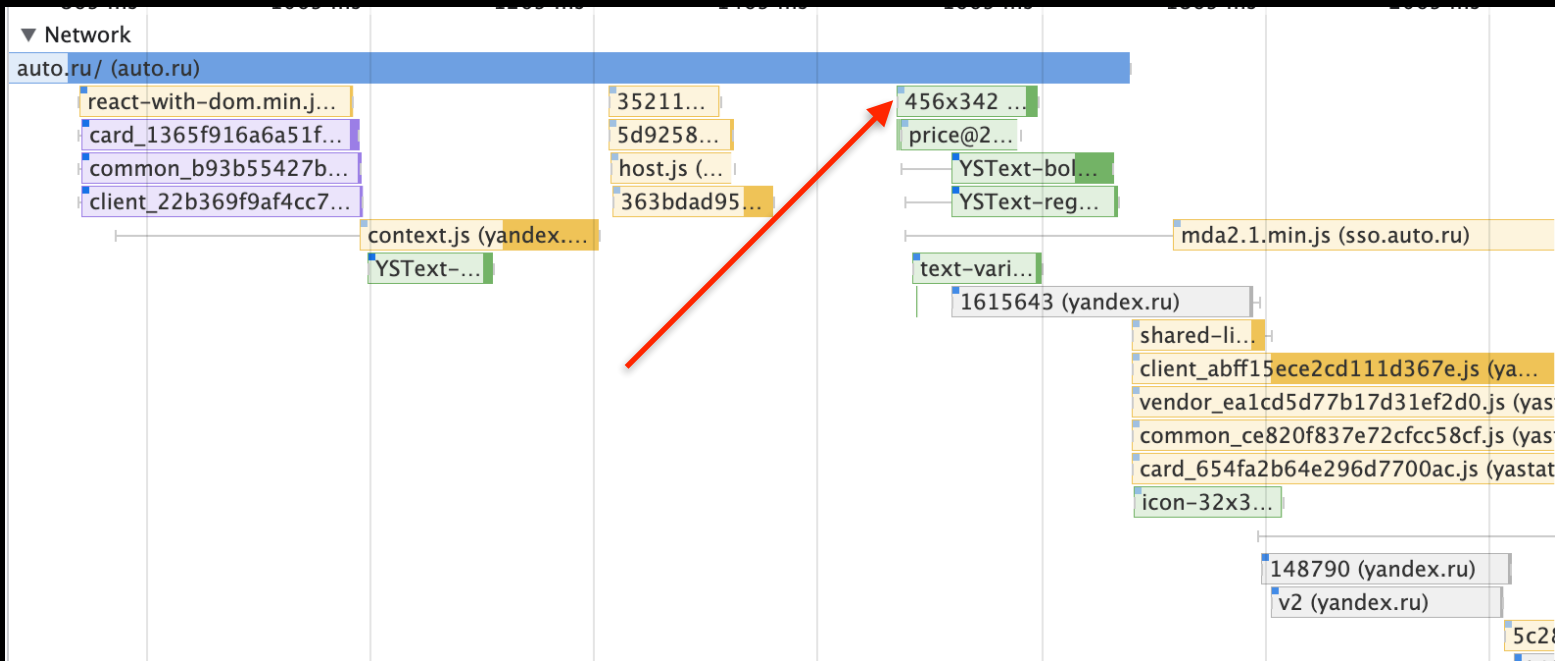 Network
auto.ru/ (auto.ru)
react-with-dom.min.j... 35211... 456x342 ...
card_1365f916a6a51f... 5d9258... price@2...
common_b93b55427b... host.js (... YSText-bol...
client_22b369f9af4cc7... 363bdad95... YSText-reg...
context.js (yandex.... mda2.1.min.js (sso.auto.ru)
YSText-... text-vari...
1615643 (yandex.ru)
shared-li...
client_abff15ece2cd111d367e.js (ya...
vendor_ea1cd5d77b17d31ef2d0.js (yas
common_ce820f837e72cfcc58cf.js (yas
card_654fa2b64e296d7700ac.js (yastat
icon-32x3...
148790 (yandex.ru)
v2 (yandex.ru)
5c28